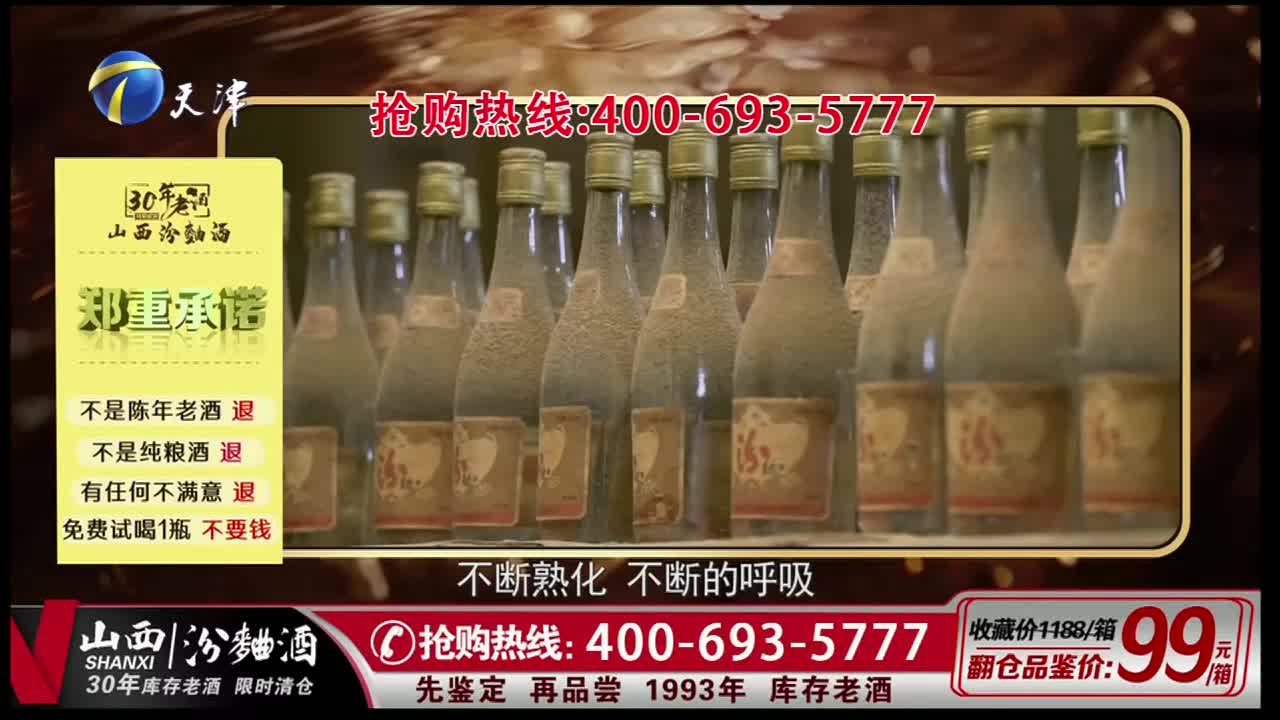 天津
抢购热线:400-693-5777
30年老酒
山西汾麯酒
郑重承诺
不是陈年老酒 退
不是纯粮酒 退
有任何不满意 退
免费试喝1瓶 不要钱
不断熟化 不断的呼吸
山西 汾麯酒
SHANXI
30年库存老酒 限时清仓
抢购热线: 400-693-5777
先鉴定 再品尝 1993年 库存老酒
收藏价1188/箱
翻仓品鉴价:99元/箱